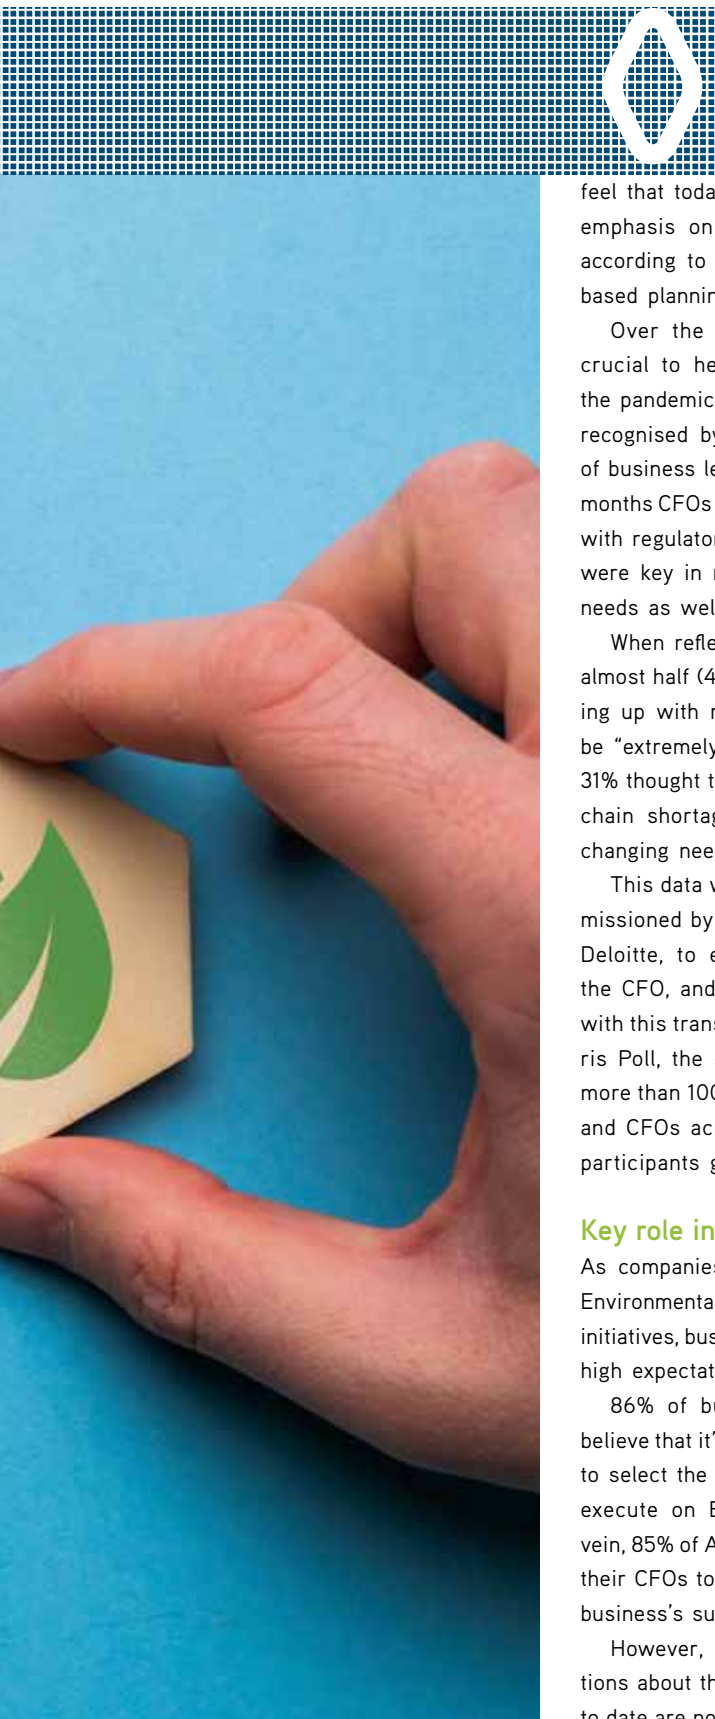 feel that toda
emphasis on
according to
based plannin
Over the
crucial to he
the pandemic
recognised by
of business le
months CFOs
with regulator
were key in
needs as wel
When refle
almost half (4
ing up with
be “extremely
31% thought t
chain shortag
changing nee
This data
missioned by
Deloitte, to e
the CFO, and
with this trans
ris Poll, the
more than 100
and CFOs ac
participants g
Key role in
As companies
Environmenta
initiatives, bus
high expectat
86% of bu
believe that it’
to select the
execute on E
vein, 85% of A
their CFOs to
business’s su
However,
tions about th
to date are po